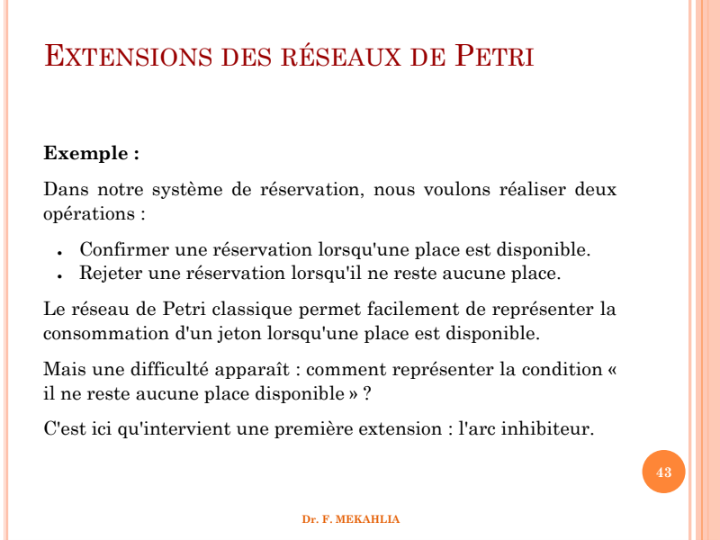 EXTENSIONS DES RÉSEAUX DE PETRI
Exemple :
Dans notre système de réservation, nous voulons réaliser deux
opérations :
• Confirmer une réservation lorsqu'une place est disponible.
• Rejeter une réservation lorsqu'il ne reste aucune place.
Le réseau de Petri classique permet facilement de représenter la
consommation d'un jeton lorsqu'une place est disponible.
Mais une difficulté apparaît : comment représenter la condition «
il ne reste aucune place disponible » ?
C'est ici qu'intervient une première extension : l'arc inhibiteur.
43
Dr. F. MEKAHLIA